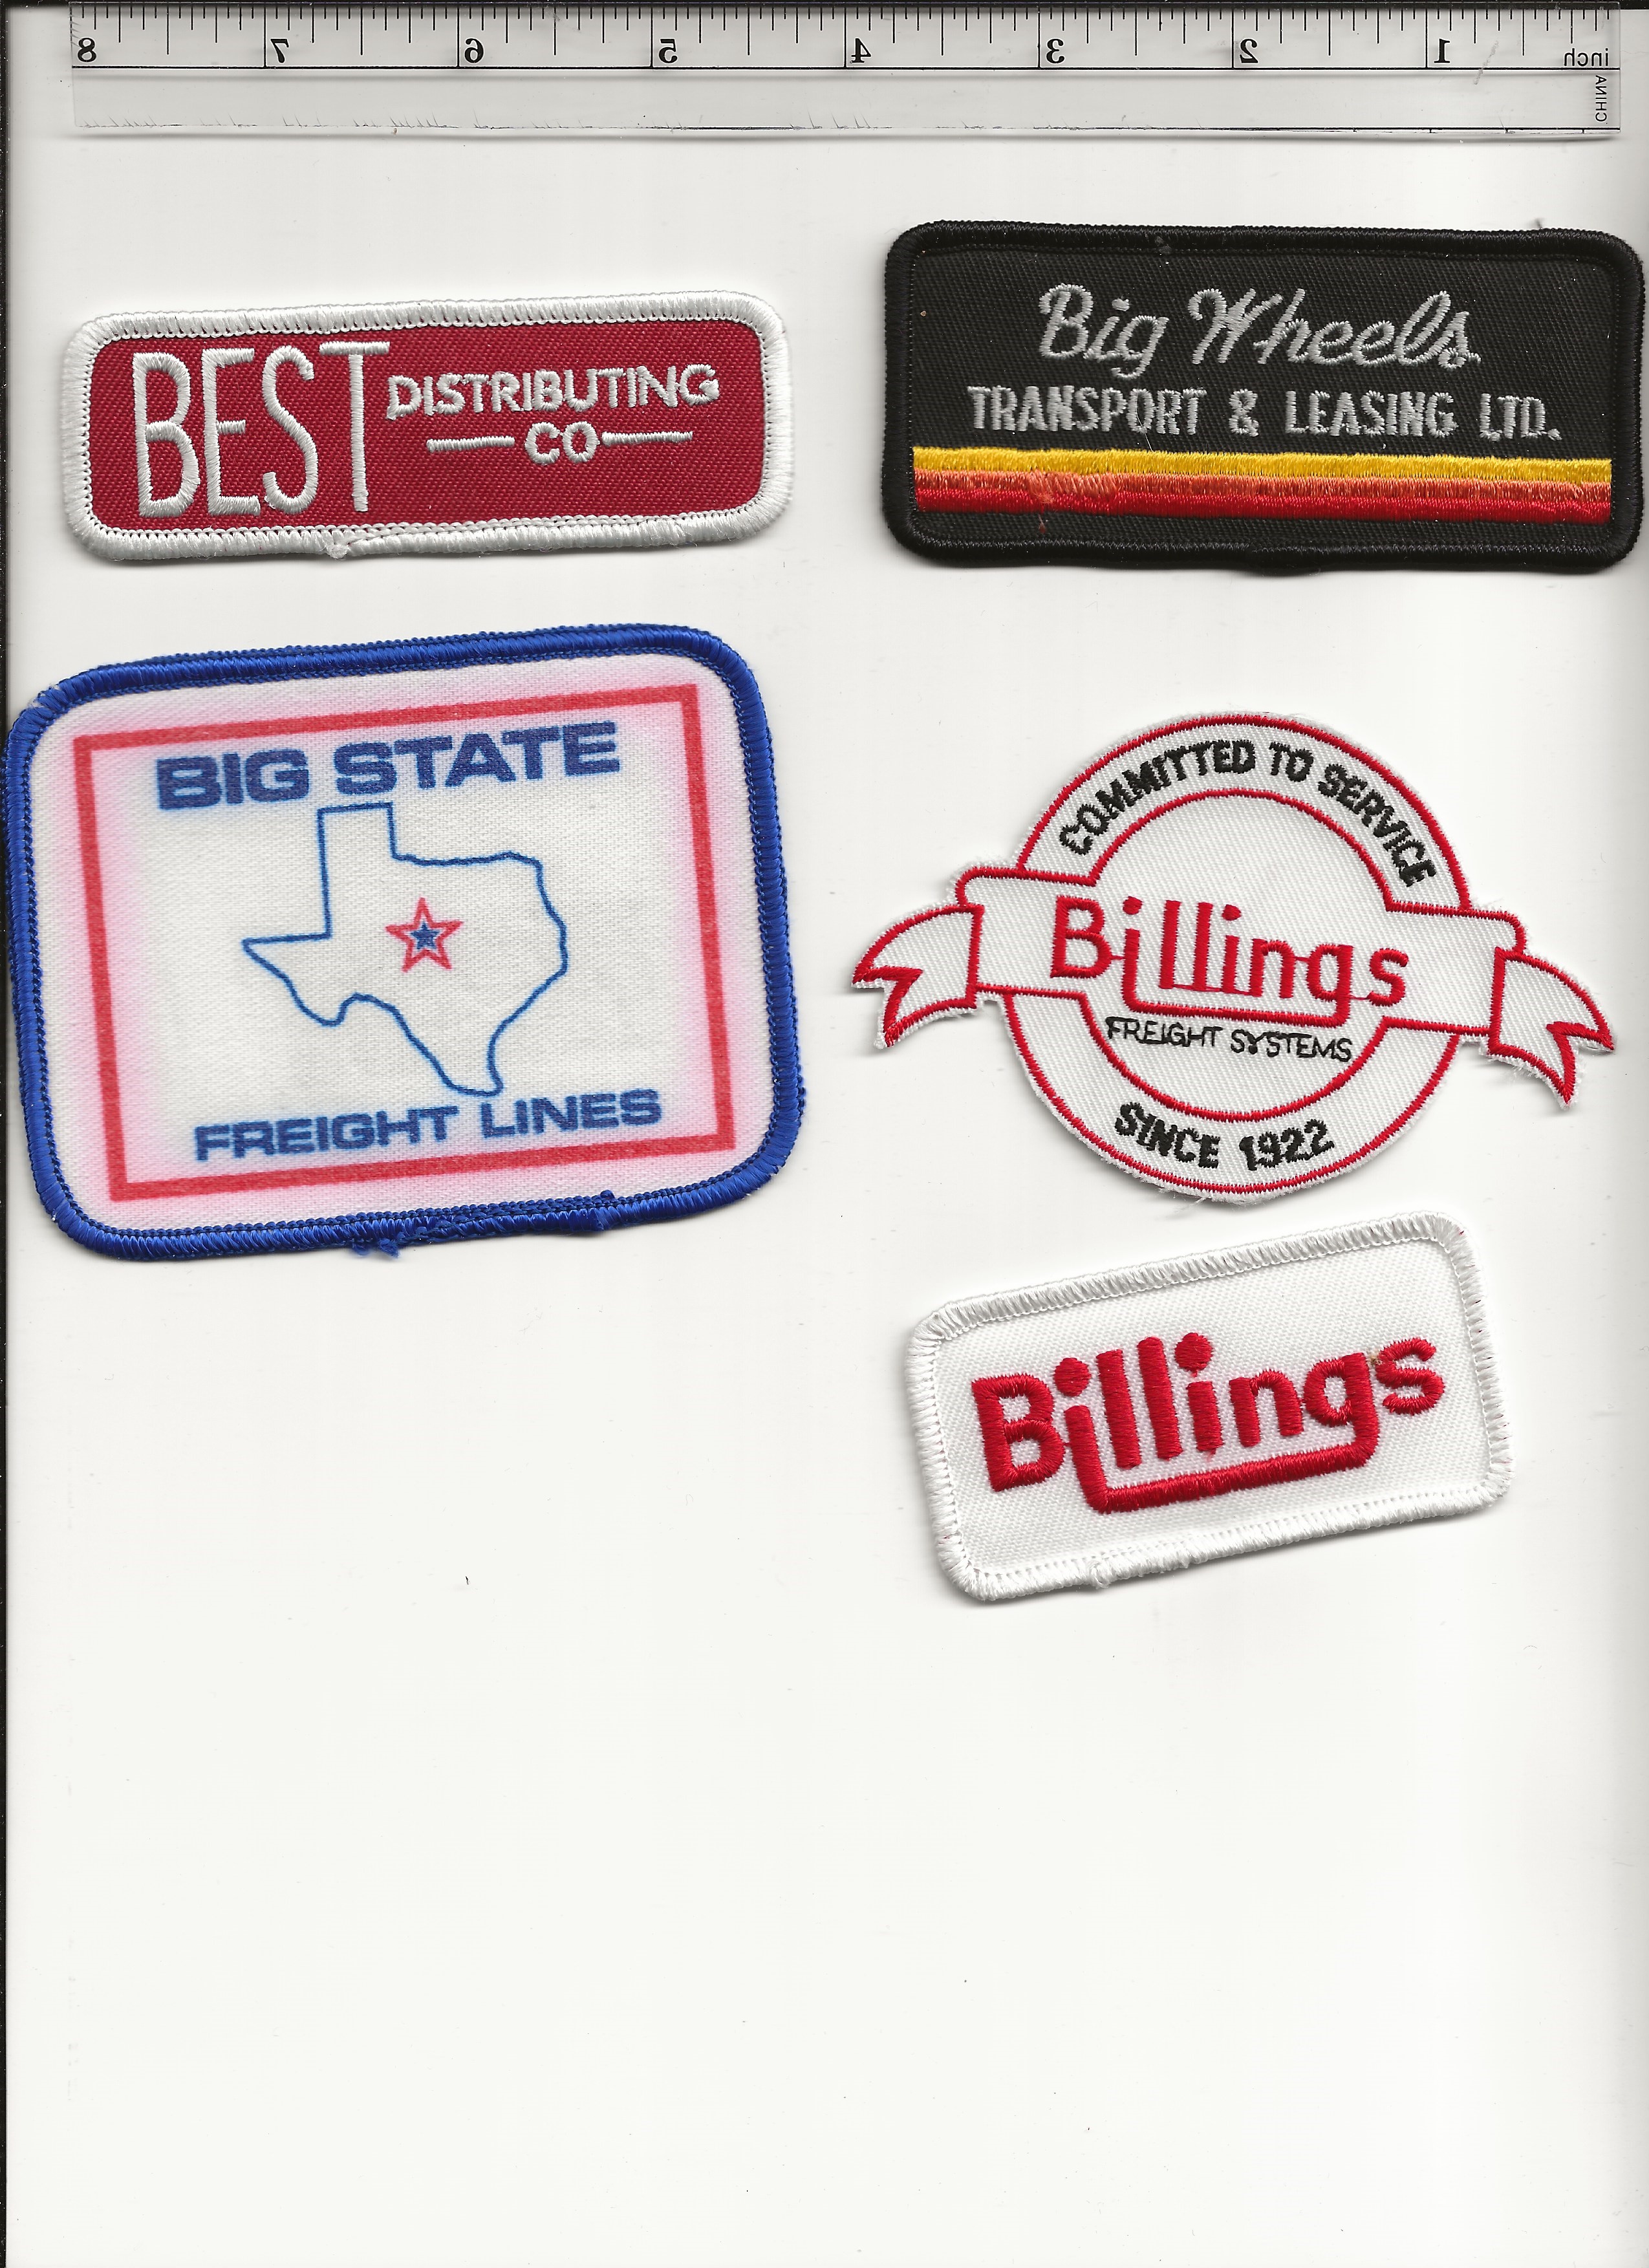 8 7 6 5 4 3 2 1 inch
CHINA
BEST DISTRIBUTING
CO
Big Wheels
TRANSPORT & LEASING LTD.
BIG STATE
FREIGHT LINES
COMMITTED TO SERVICE
Billings
FREIGHT SYSTEMS
SINCE 1922
Billings